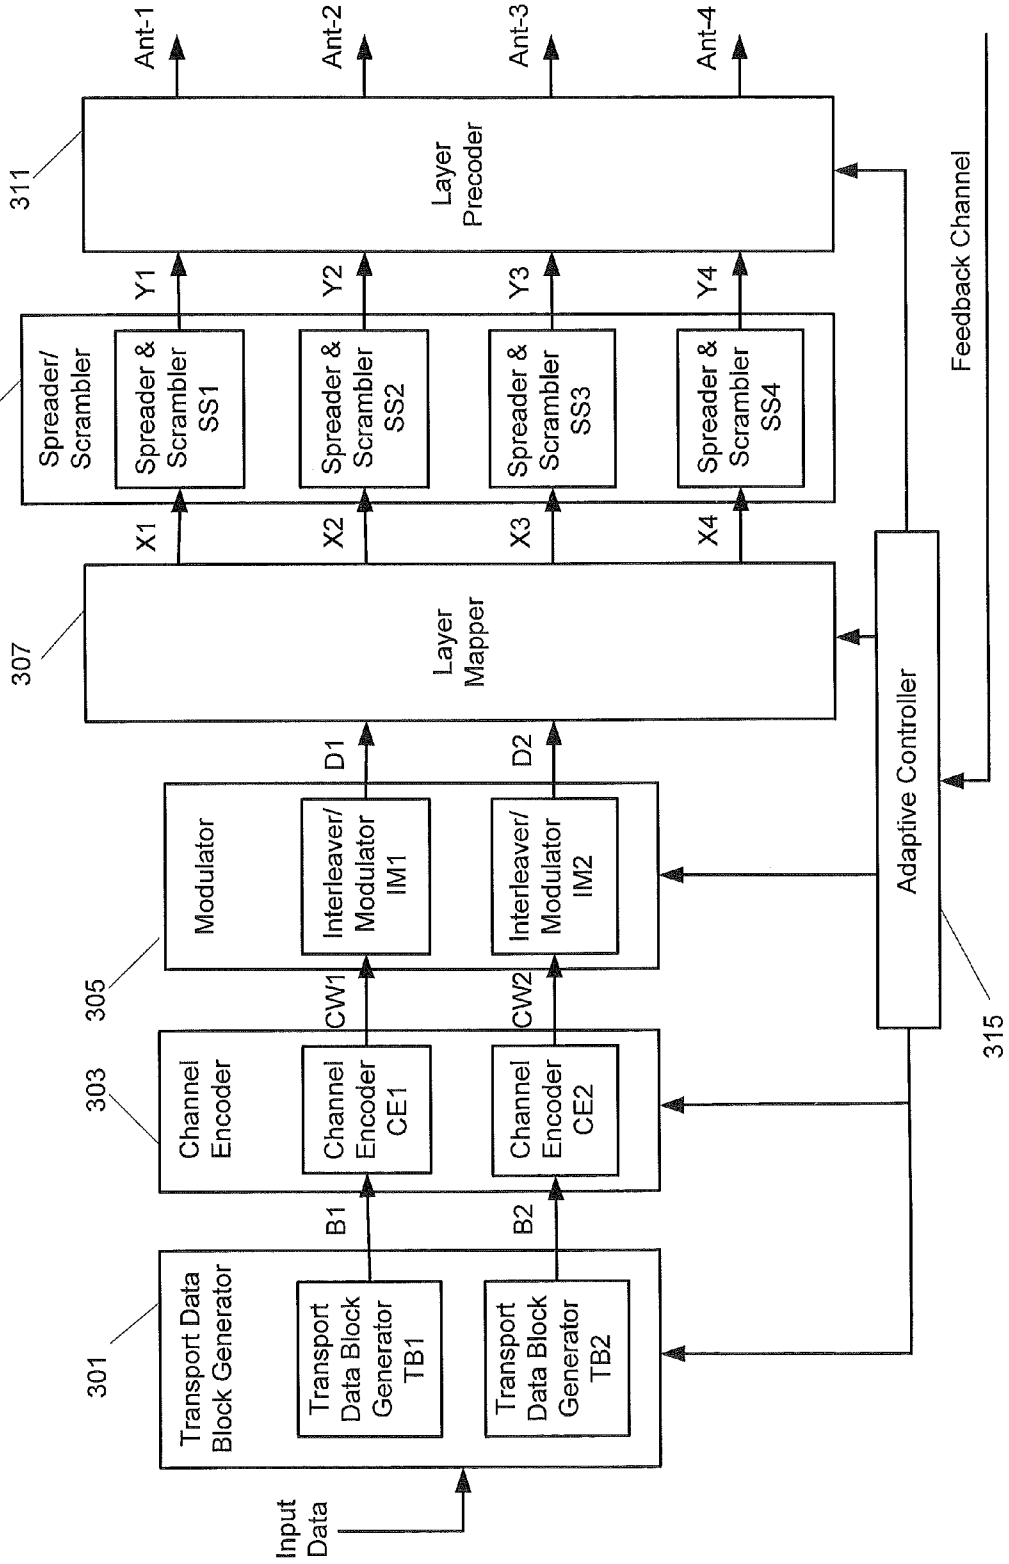 Input
Data
301
Transport Data
Block Generator
Transport
Data Block
Generator
TB1
Transport
Data Block
Generator
TB2
B1
B2
303
Channel
Encoder
Channel
Encoder
CE1
Channel
Encoder
CE2
CW1
CW2
305
Modulator
Interleaver/
Modulator
IM1
Interleaver/
Modulator
IM2
D1
D2
307
Layer
Mapper
X1
X2
X3
X4
Spreader/
Scrambler
Spreader &
Scrambler
SS1
Spreader &
Scrambler
SS2
Spreader &
Scrambler
SS3
Spreader &
Scrambler
SS4
Y1
Y2
Y3
Y4
311
Layer
Precoder
Ant-1
Ant-2
Ant-3
Ant-4
Adaptive Controller
315
Feedback Channel